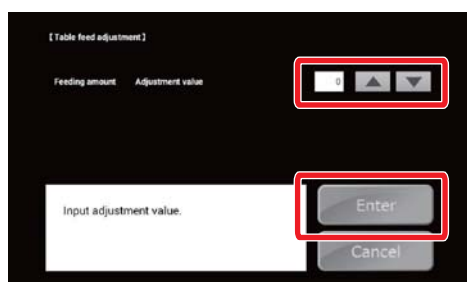 [Table feed adjustment]
Feeding amount Adjustment value 0
Input adjustment value.
Enter
Cancel